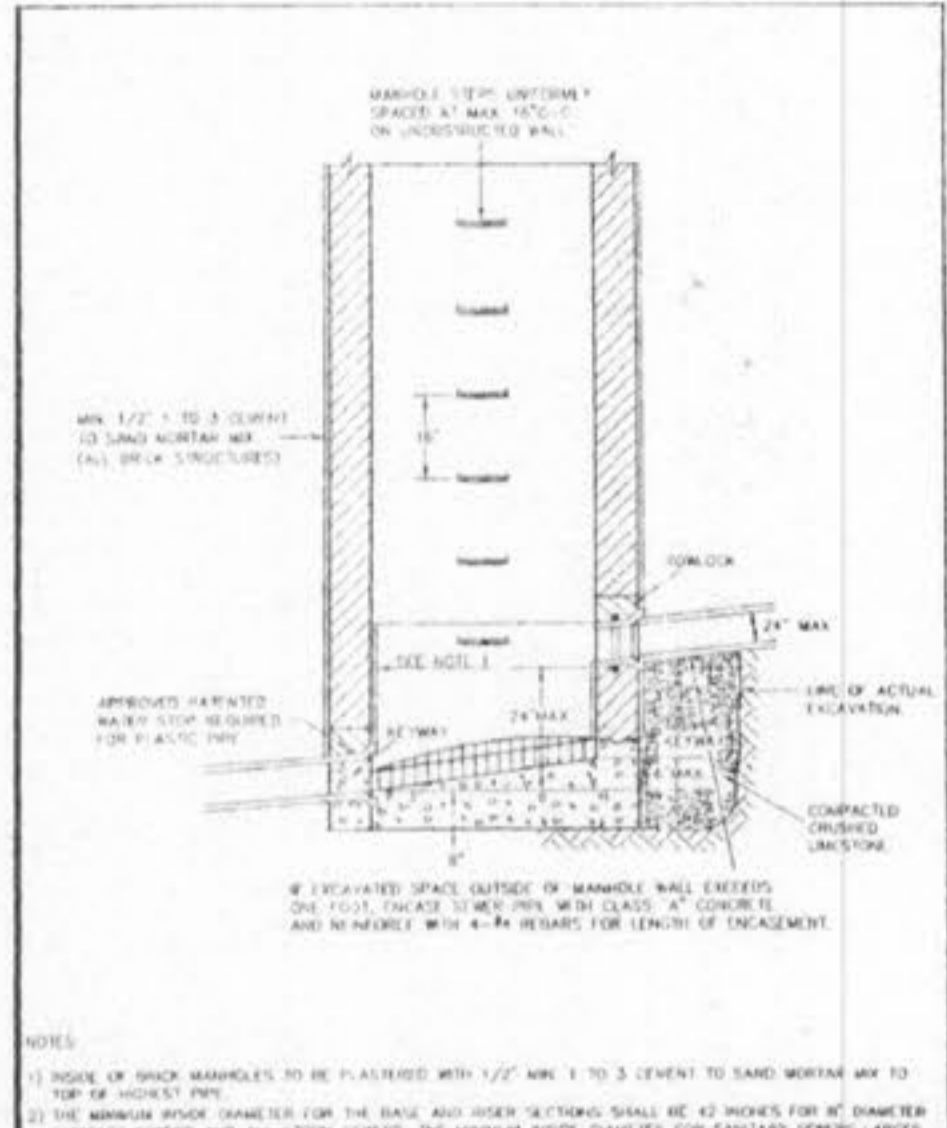 MANHOLE STEPS UNIFORMLY
SPACED AT MAX. 16" C-C
ON UNOBSTRUCTED WALL
MIN. 1/2" 1 TO 3 CEMENT
TO SAND MORTAR MIX
(ALL BRICK STRUCTURES)
16"
ROWLOCK
24" MAX
SEE NOTE 1
APPROVED PATENTED
WATER STOP REQUIRED
FOR PLASTIC PIPE
KEYWAY
24" MAX
LINE OF ACTUAL
EXCAVATION
KEYWAY
MAX
COMPACTED
CRUSHED
LIMESTONE
8"
IF EXCAVATED SPACE OUTSIDE OF MANHOLE WALL EXCEEDS
ONE FOOT, ENCASE SEWER PIPE WITH CLASS "A" CONCRETE
AND REINFORCE WITH 4-#4 REBARS FOR LENGTH OF ENCASEMENT.
NOTES:
1) INSIDE OF BRICK MANHOLES TO BE PLASTERED WITH 1/2" MIN. 1 TO 3 CEMENT TO SAND MORTAR MIX TO
TOP OF HIGHEST PIPE.
2) THE MINIMUM INSIDE DIAMETER FOR THE BASE AND RISER SECTIONS SHALL BE 42 INCHES FOR 8" DIAMETER